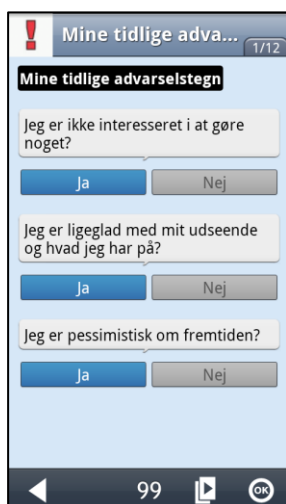 Mine tidlige adva...
1/12
Mine tidlige advarselstegn
Jeg er ikke interesseret i at gøre
noget?
Ja Nej
Jeg er ligeglad med mit udseende
og hvad jeg har på?
Ja Nej
Jeg er pessimistisk om fremtiden?
Ja Nej
99 OK